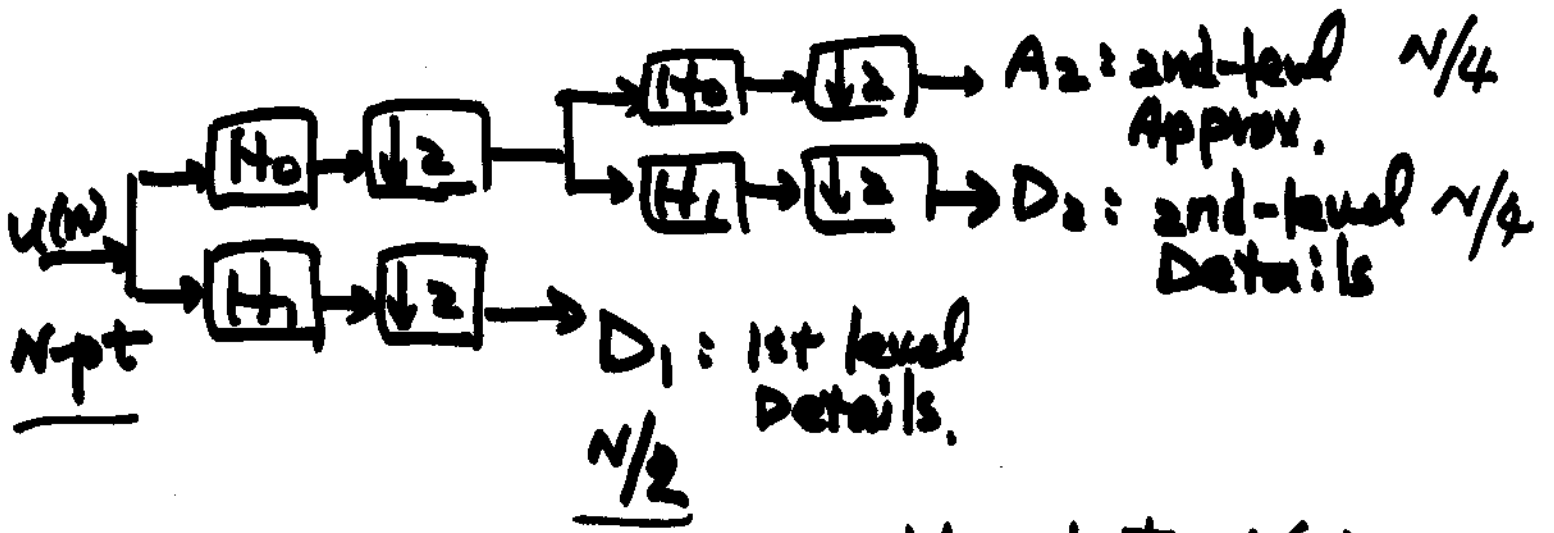 H₀ ↓2 A₂ : 2nd-level N/4
Approx.
H₀ ↓2
H₁ ↓2 D₂ : 2nd-level N/4
Details
u(n)
H₁ ↓2
N-pt
D₁ : 1st level
Details.
N/2